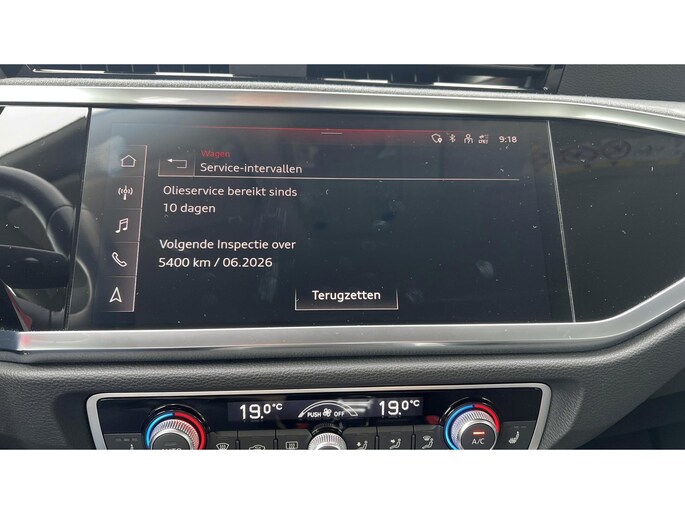 9:18
Wagen
Service-intervallen
Olieservice bereikt sinds
10 dagen
Volgende Inspectie over
5400 km / 06.2026
Terugzetten
19.0°C
PUSH OFF
19.0°C
AUTO
A/C